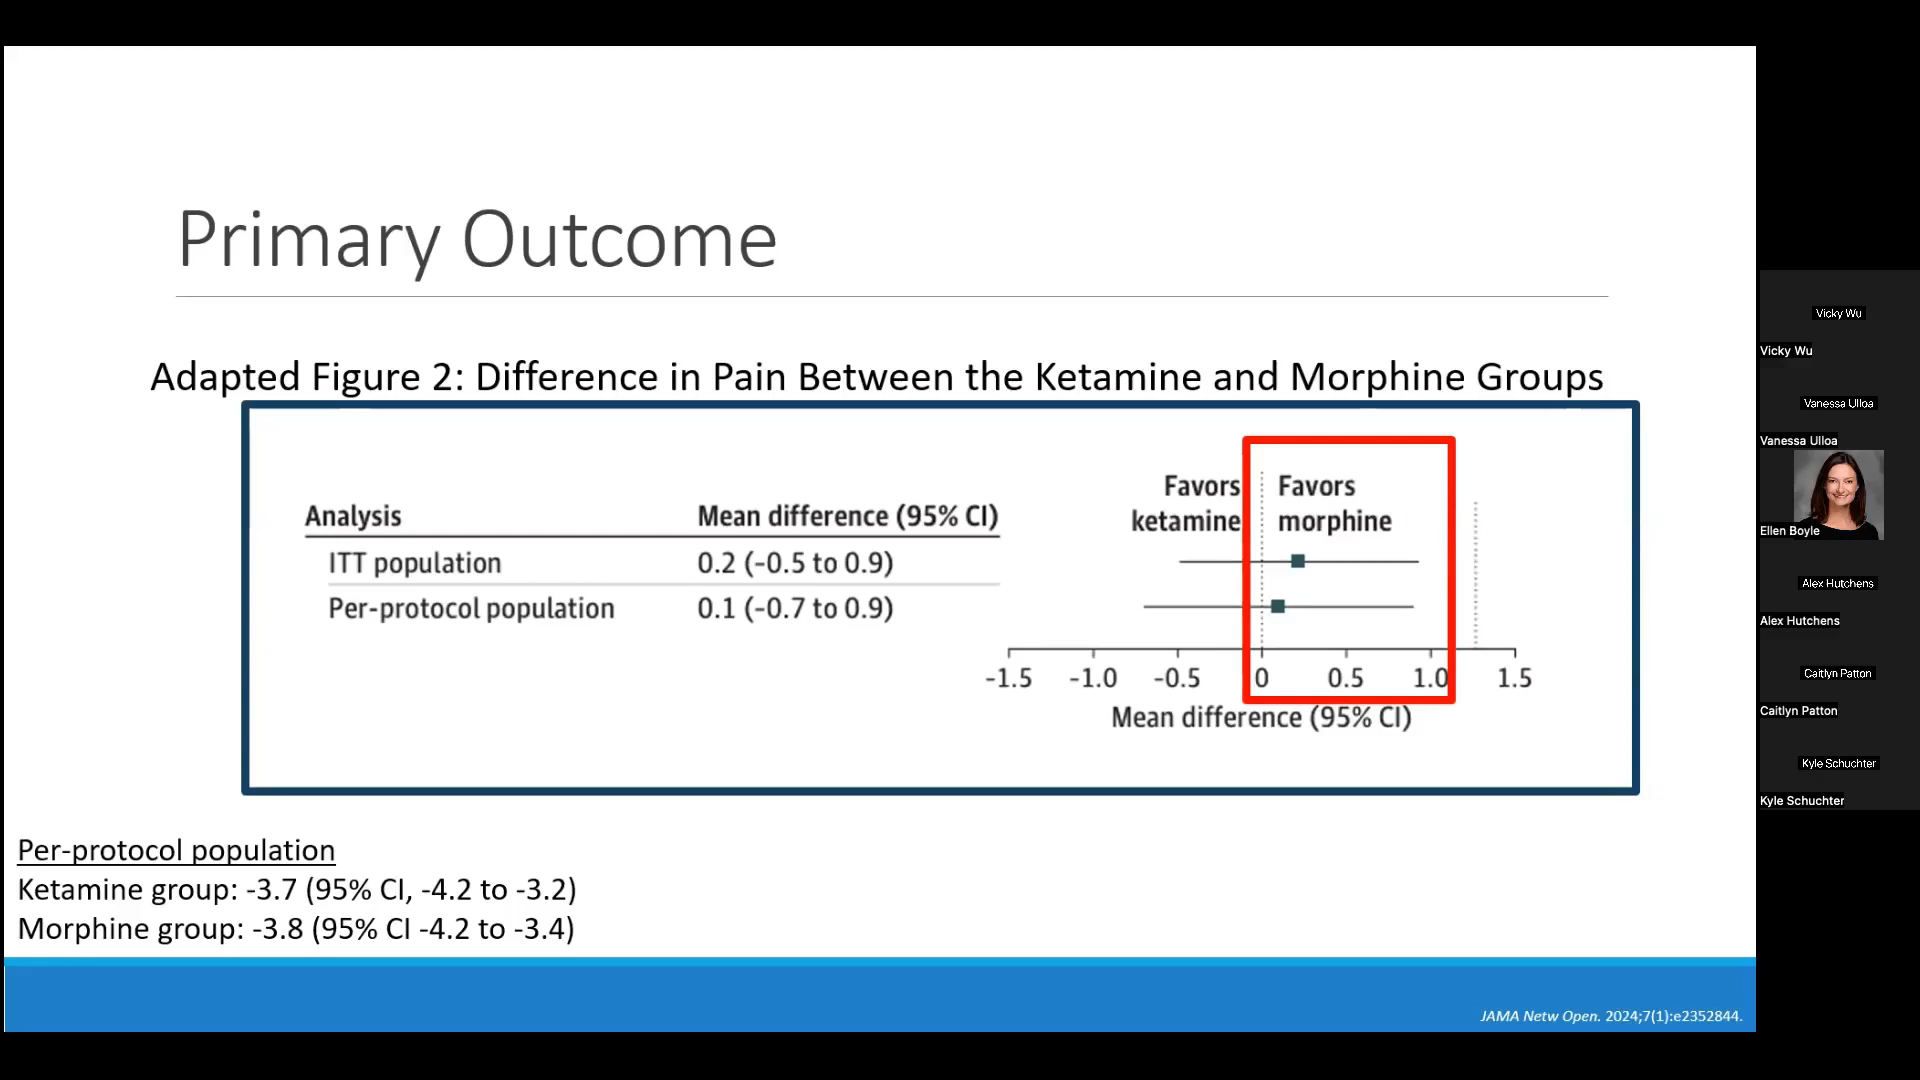 Primary Outcome
Adapted Figure 2: Difference in Pain Between the Ketamine and Morphine Groups
Analysis Mean difference (95% CI)
ITT population 0.2 (-0.5 to 0.9)
Per-protocol population 0.1 (-0.7 to 0.9)
Favors ketamine
Favors morphine
-1.5 -1.0 -0.5 0 0.5 1.0 1.5
Mean difference (95% CI)
Per-protocol population
Ketamine group: -3.7 (95% CI, -4.2 to -3.2)
Morphine group: -3.8 (95% CI -4.2 to -3.4)
JAMA Netw Open. 2024;7(1):e2352844.
Vicky Wu
Vicky Wu
Vanessa Ulloa
Vanessa Ulloa
Ellen Boyle
Alex Hutchens
Alex Hutchens
Caitlyn Patton
Caitlyn Patton
Kyle Schuchter
Kyle Schuchter